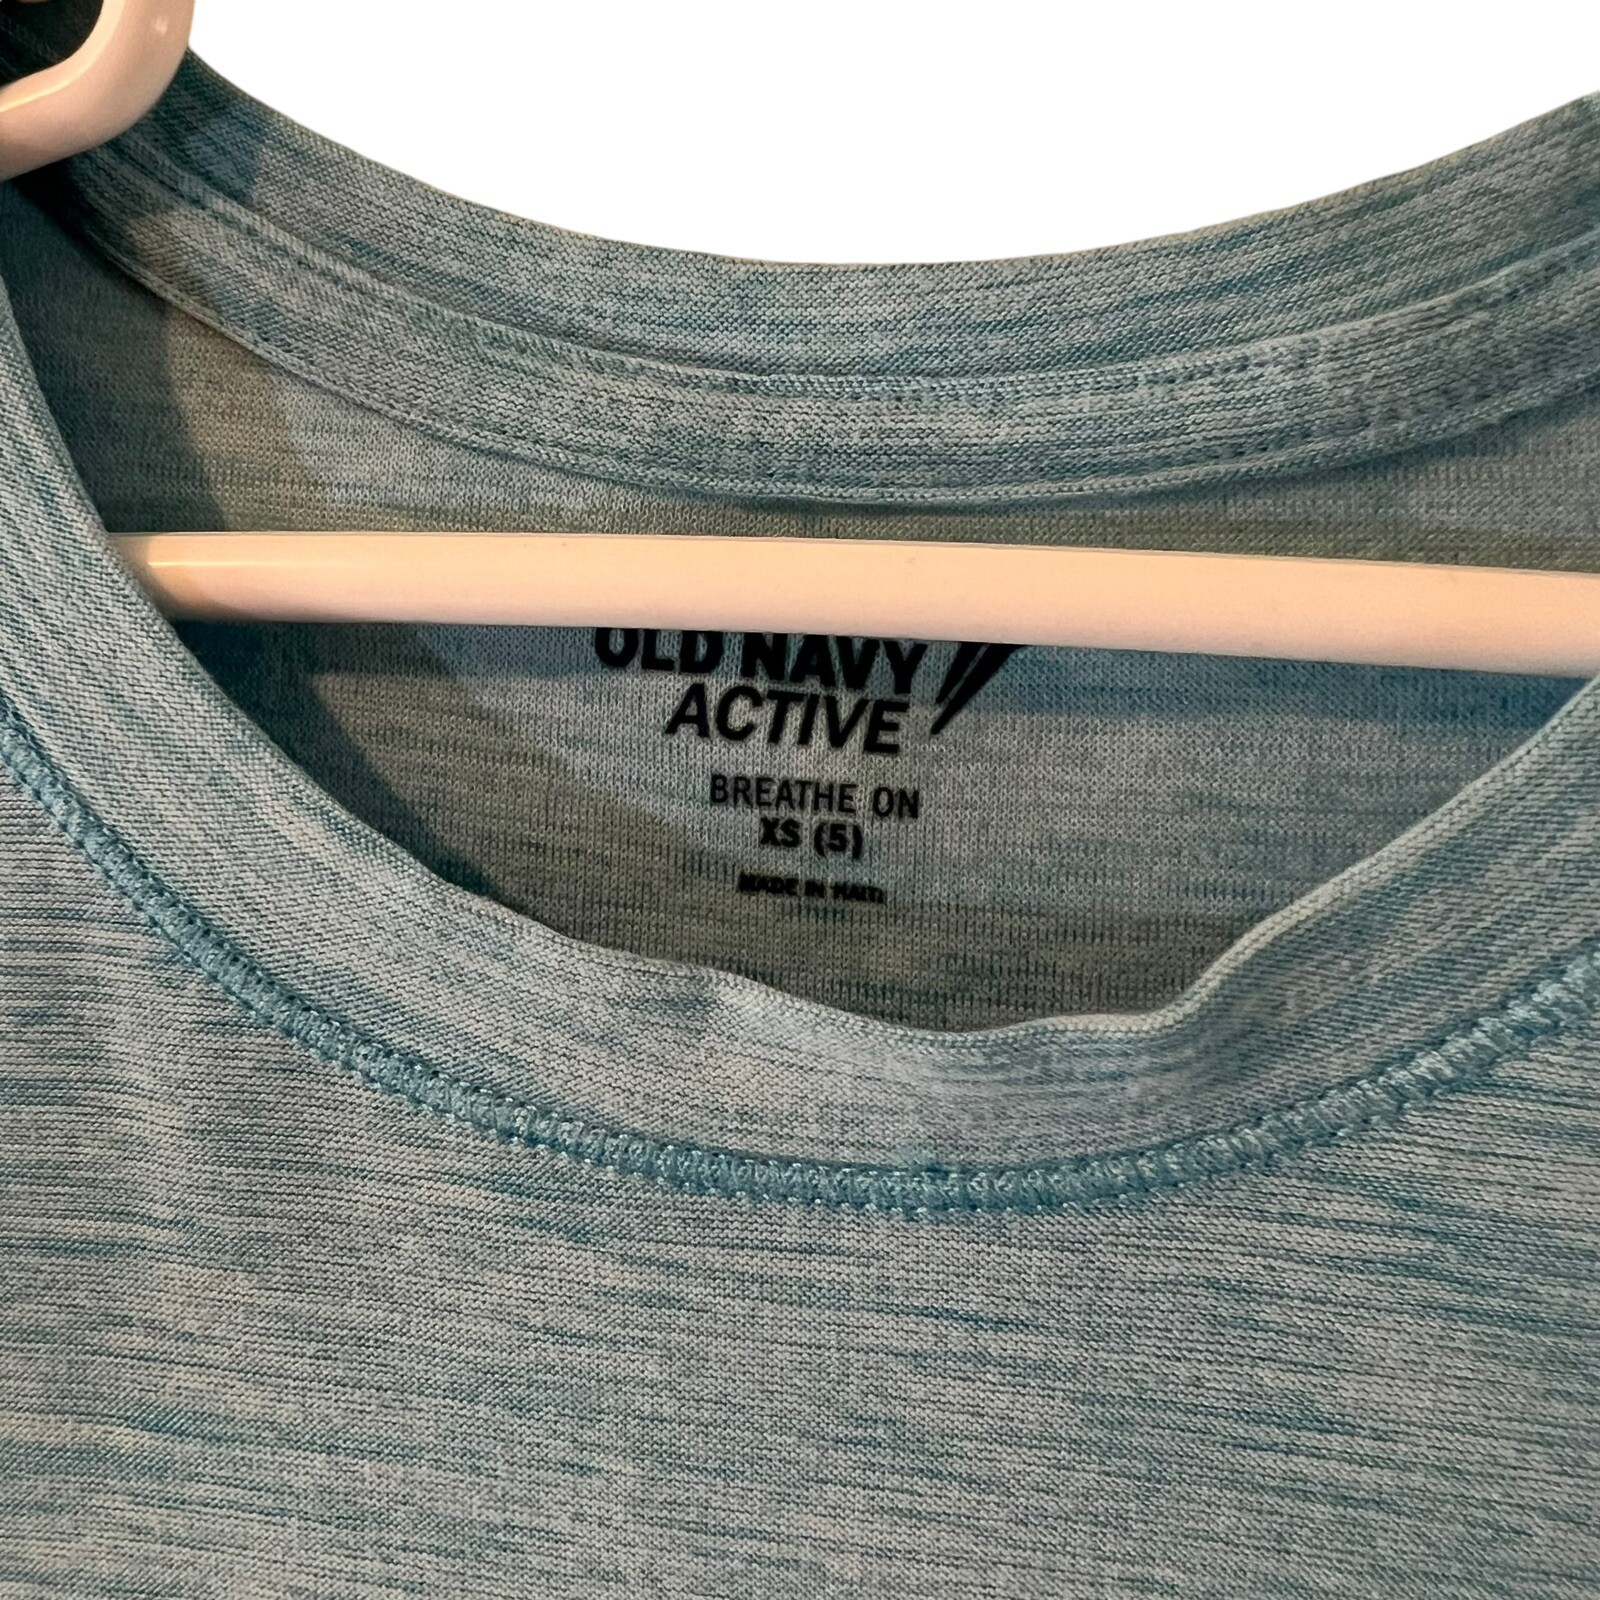 OLD NAVY
ACTIVE
BREATHE ON
XS (5)
MADE IN HAITI